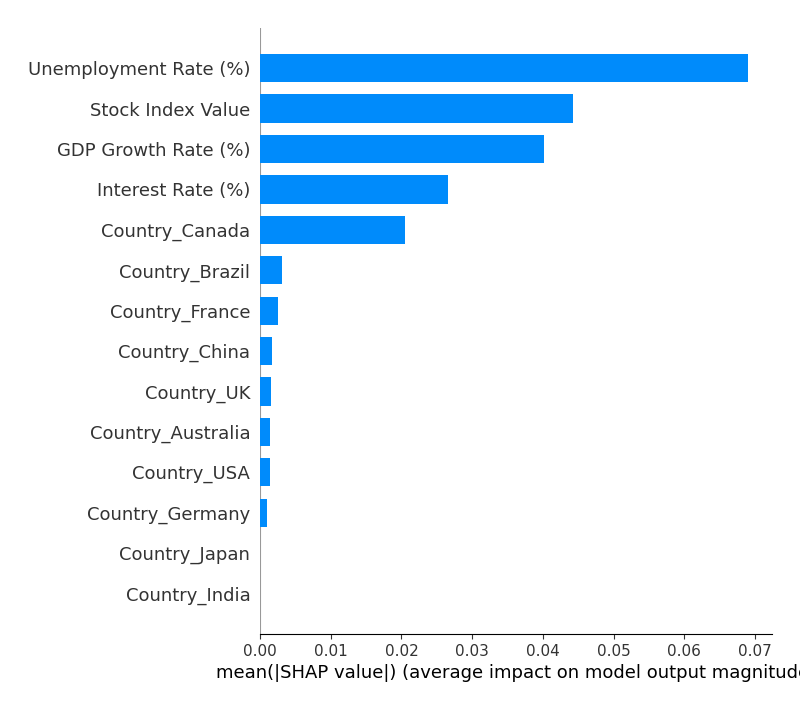 Unemployment Rate (%)
Stock Index Value
GDP Growth Rate (%)
Interest Rate (%)
Country_Canada
Country_Brazil
Country_France
Country_China
Country_UK
Country_Australia
Country_USA
Country_Germany
Country_Japan
Country_India
0.00 0.01 0.02 0.03 0.04 0.05 0.06 0.07
mean(|SHAP value|) (average impact on model output magnitude